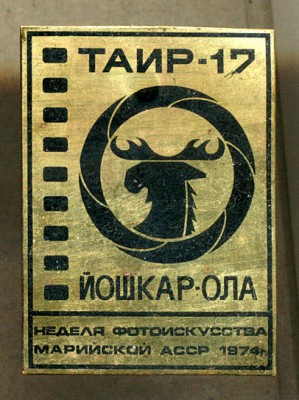 ТАИР-17
ЙОШКАР-ОЛА
НЕДЕЛЯ ФОТОИСКУССТВА
МАРИЙСКОЙ АССР 1974г.